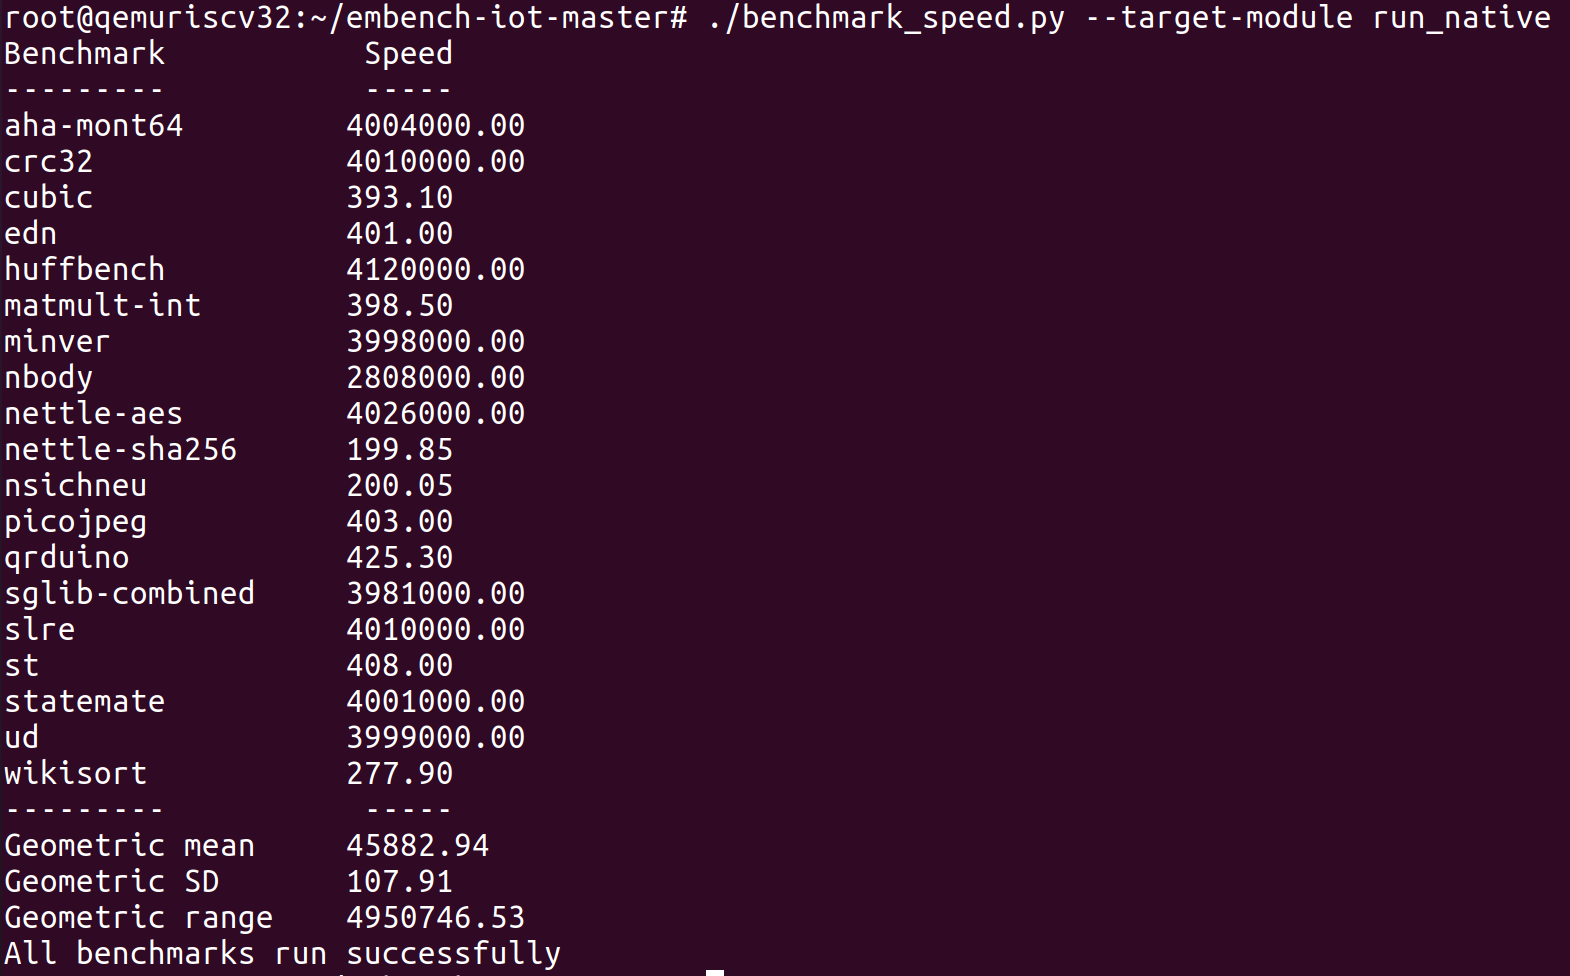 root@qemuriscv32:~/embench-iot-master# ./benchmark_speed.py --target-module run_native
Benchmark           Speed
---------           -----
aha-mont64         4004000.00
crc32              4010000.00
cubic              393.10
edn                401.00
huffbench          4120000.00
matmult-int        398.50
minver             3998000.00
nbody              2808000.00
nettle-aes         4026000.00
nettle-sha256      199.85
nsichneu           200.05
picojpeg           403.00
qrduino            425.30
sglib-combined     3981000.00
slre               4010000.00
st                 408.00
statemate          4001000.00
ud                 3999000.00
wikisort           277.90
---------           -----
Geometric mean     45882.94
Geometric SD       107.91
Geometric range    4950746.53
All benchmarks run successfully